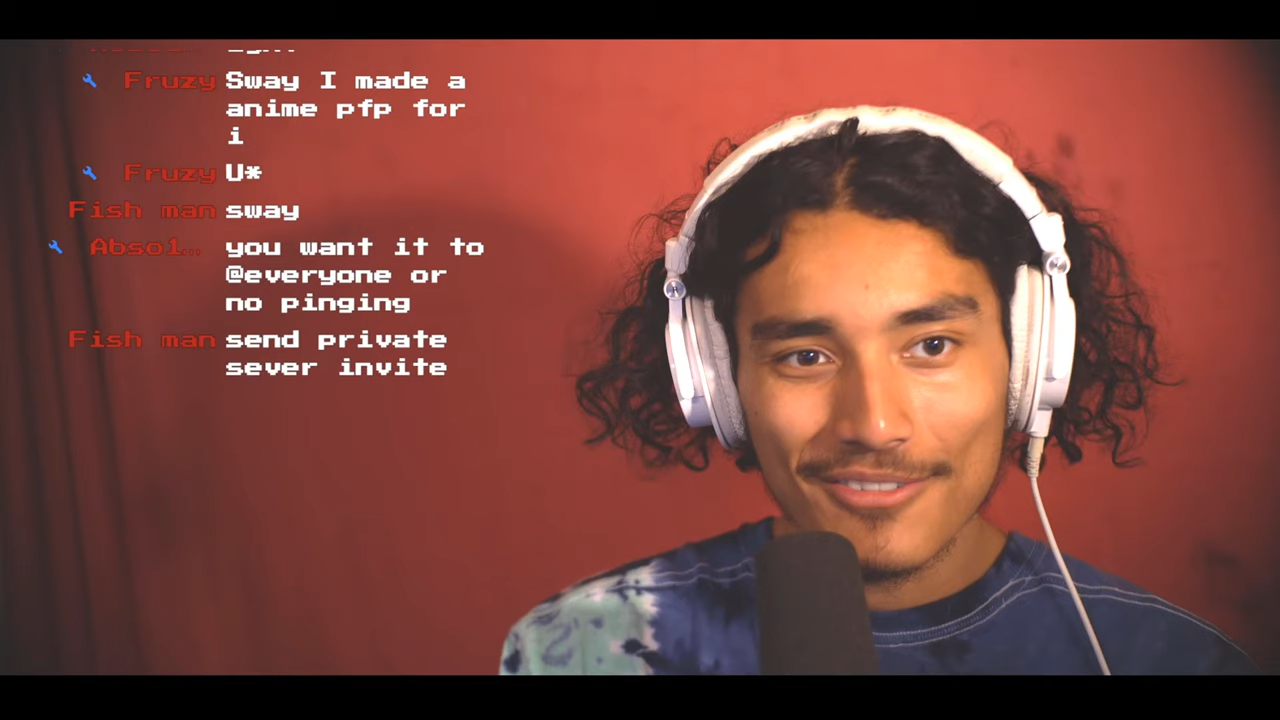 Fruzy Sway I made a
anime pfp for
i
Fruzy U*
Fish man sway
Abso1… you want it to
@everyone or
no pinging
Fish man send private
sever invite